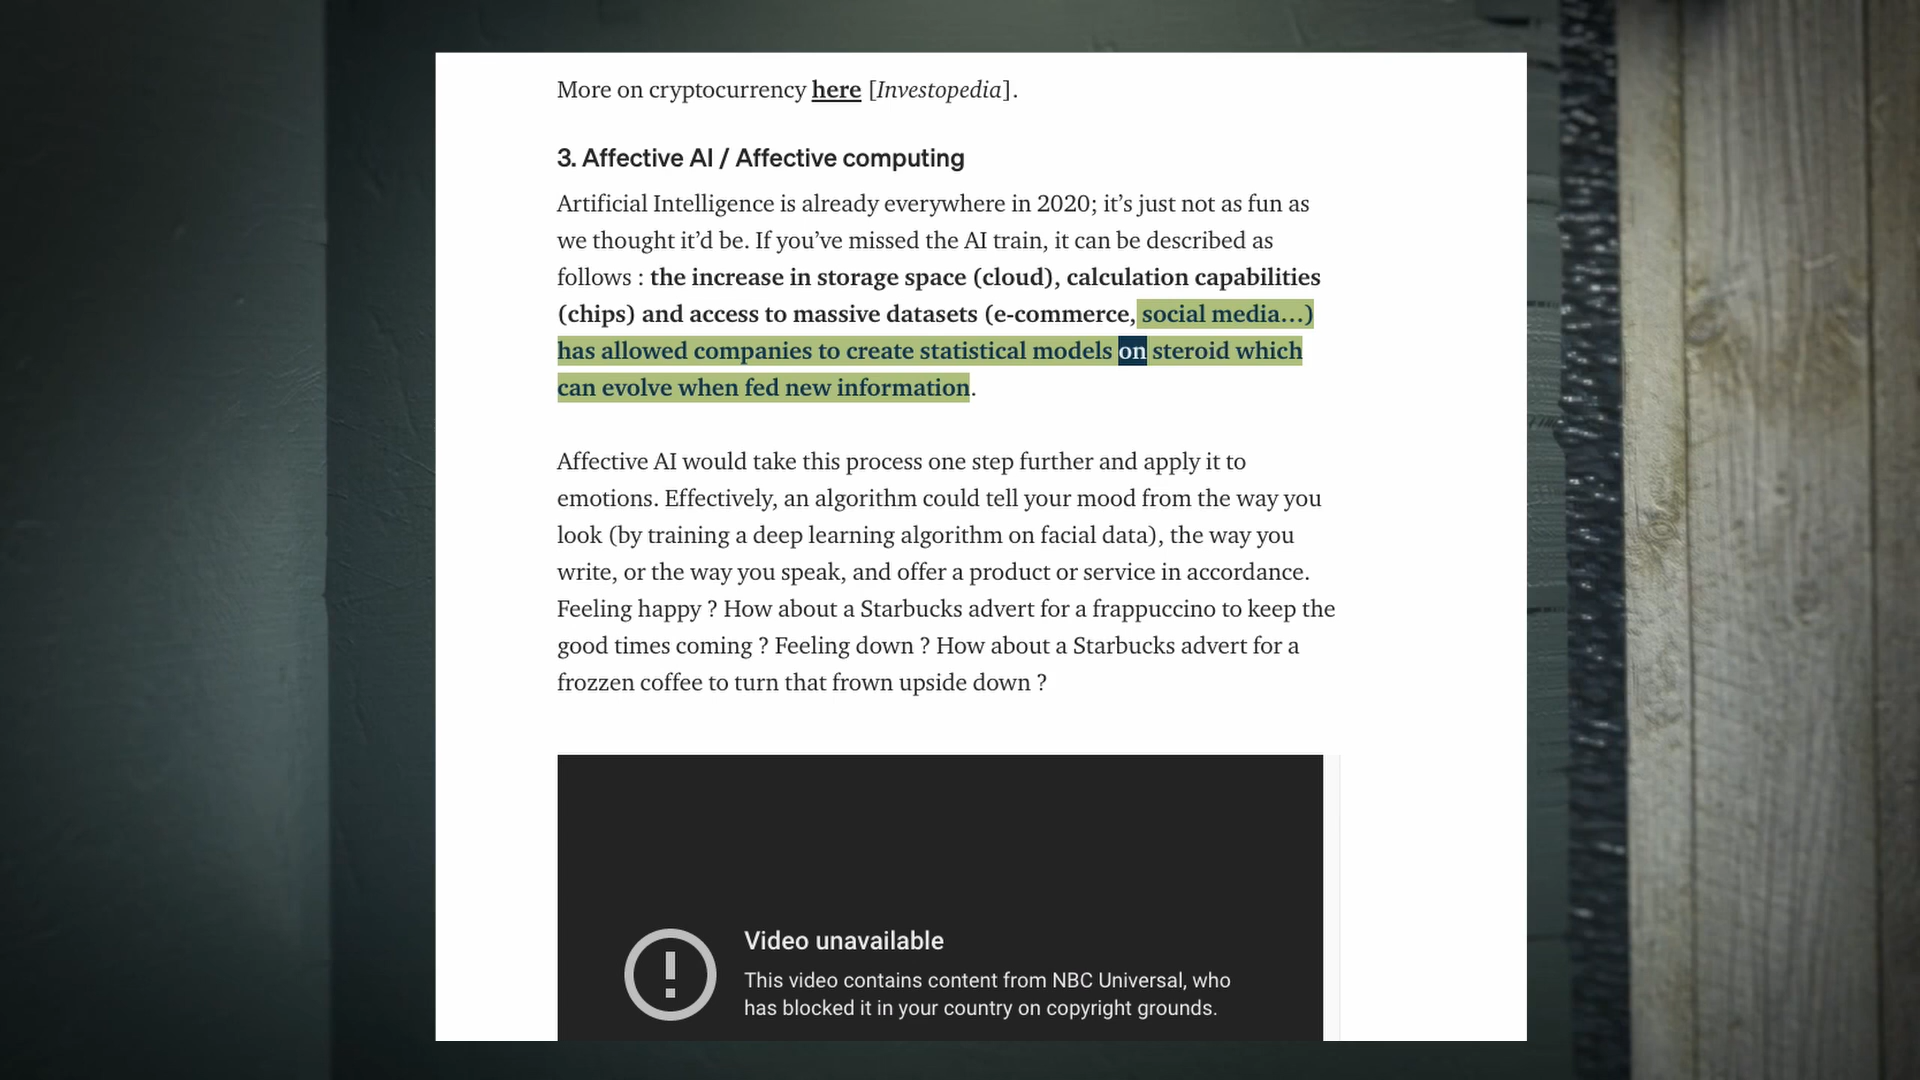 More on cryptocurrency here [Investopedia].
3. Affective AI / Affective computing
Artificial Intelligence is already everywhere in 2020; it’s just not as fun as
we thought it’d be. If you’ve missed the AI train, it can be described as
follows : the increase in storage space (cloud), calculation capabilities
(chips) and access to massive datasets (e-commerce, social media…)
has allowed companies to create statistical models on steroid which
can evolve when fed new information.
Affective AI would take this process one step further and apply it to
emotions. Effectively, an algorithm could tell your mood from the way you
look (by training a deep learning algorithm on facial data), the way you
write, or the way you speak, and offer a product or service in accordance.
Feeling happy ? How about a Starbucks advert for a frappuccino to keep the
good times coming ? Feeling down ? How about a Starbucks advert for a
frozzen coffee to turn that frown upside down ?
Video unavailable
This video contains content from NBC Universal, who
has blocked it in your country on copyright grounds.